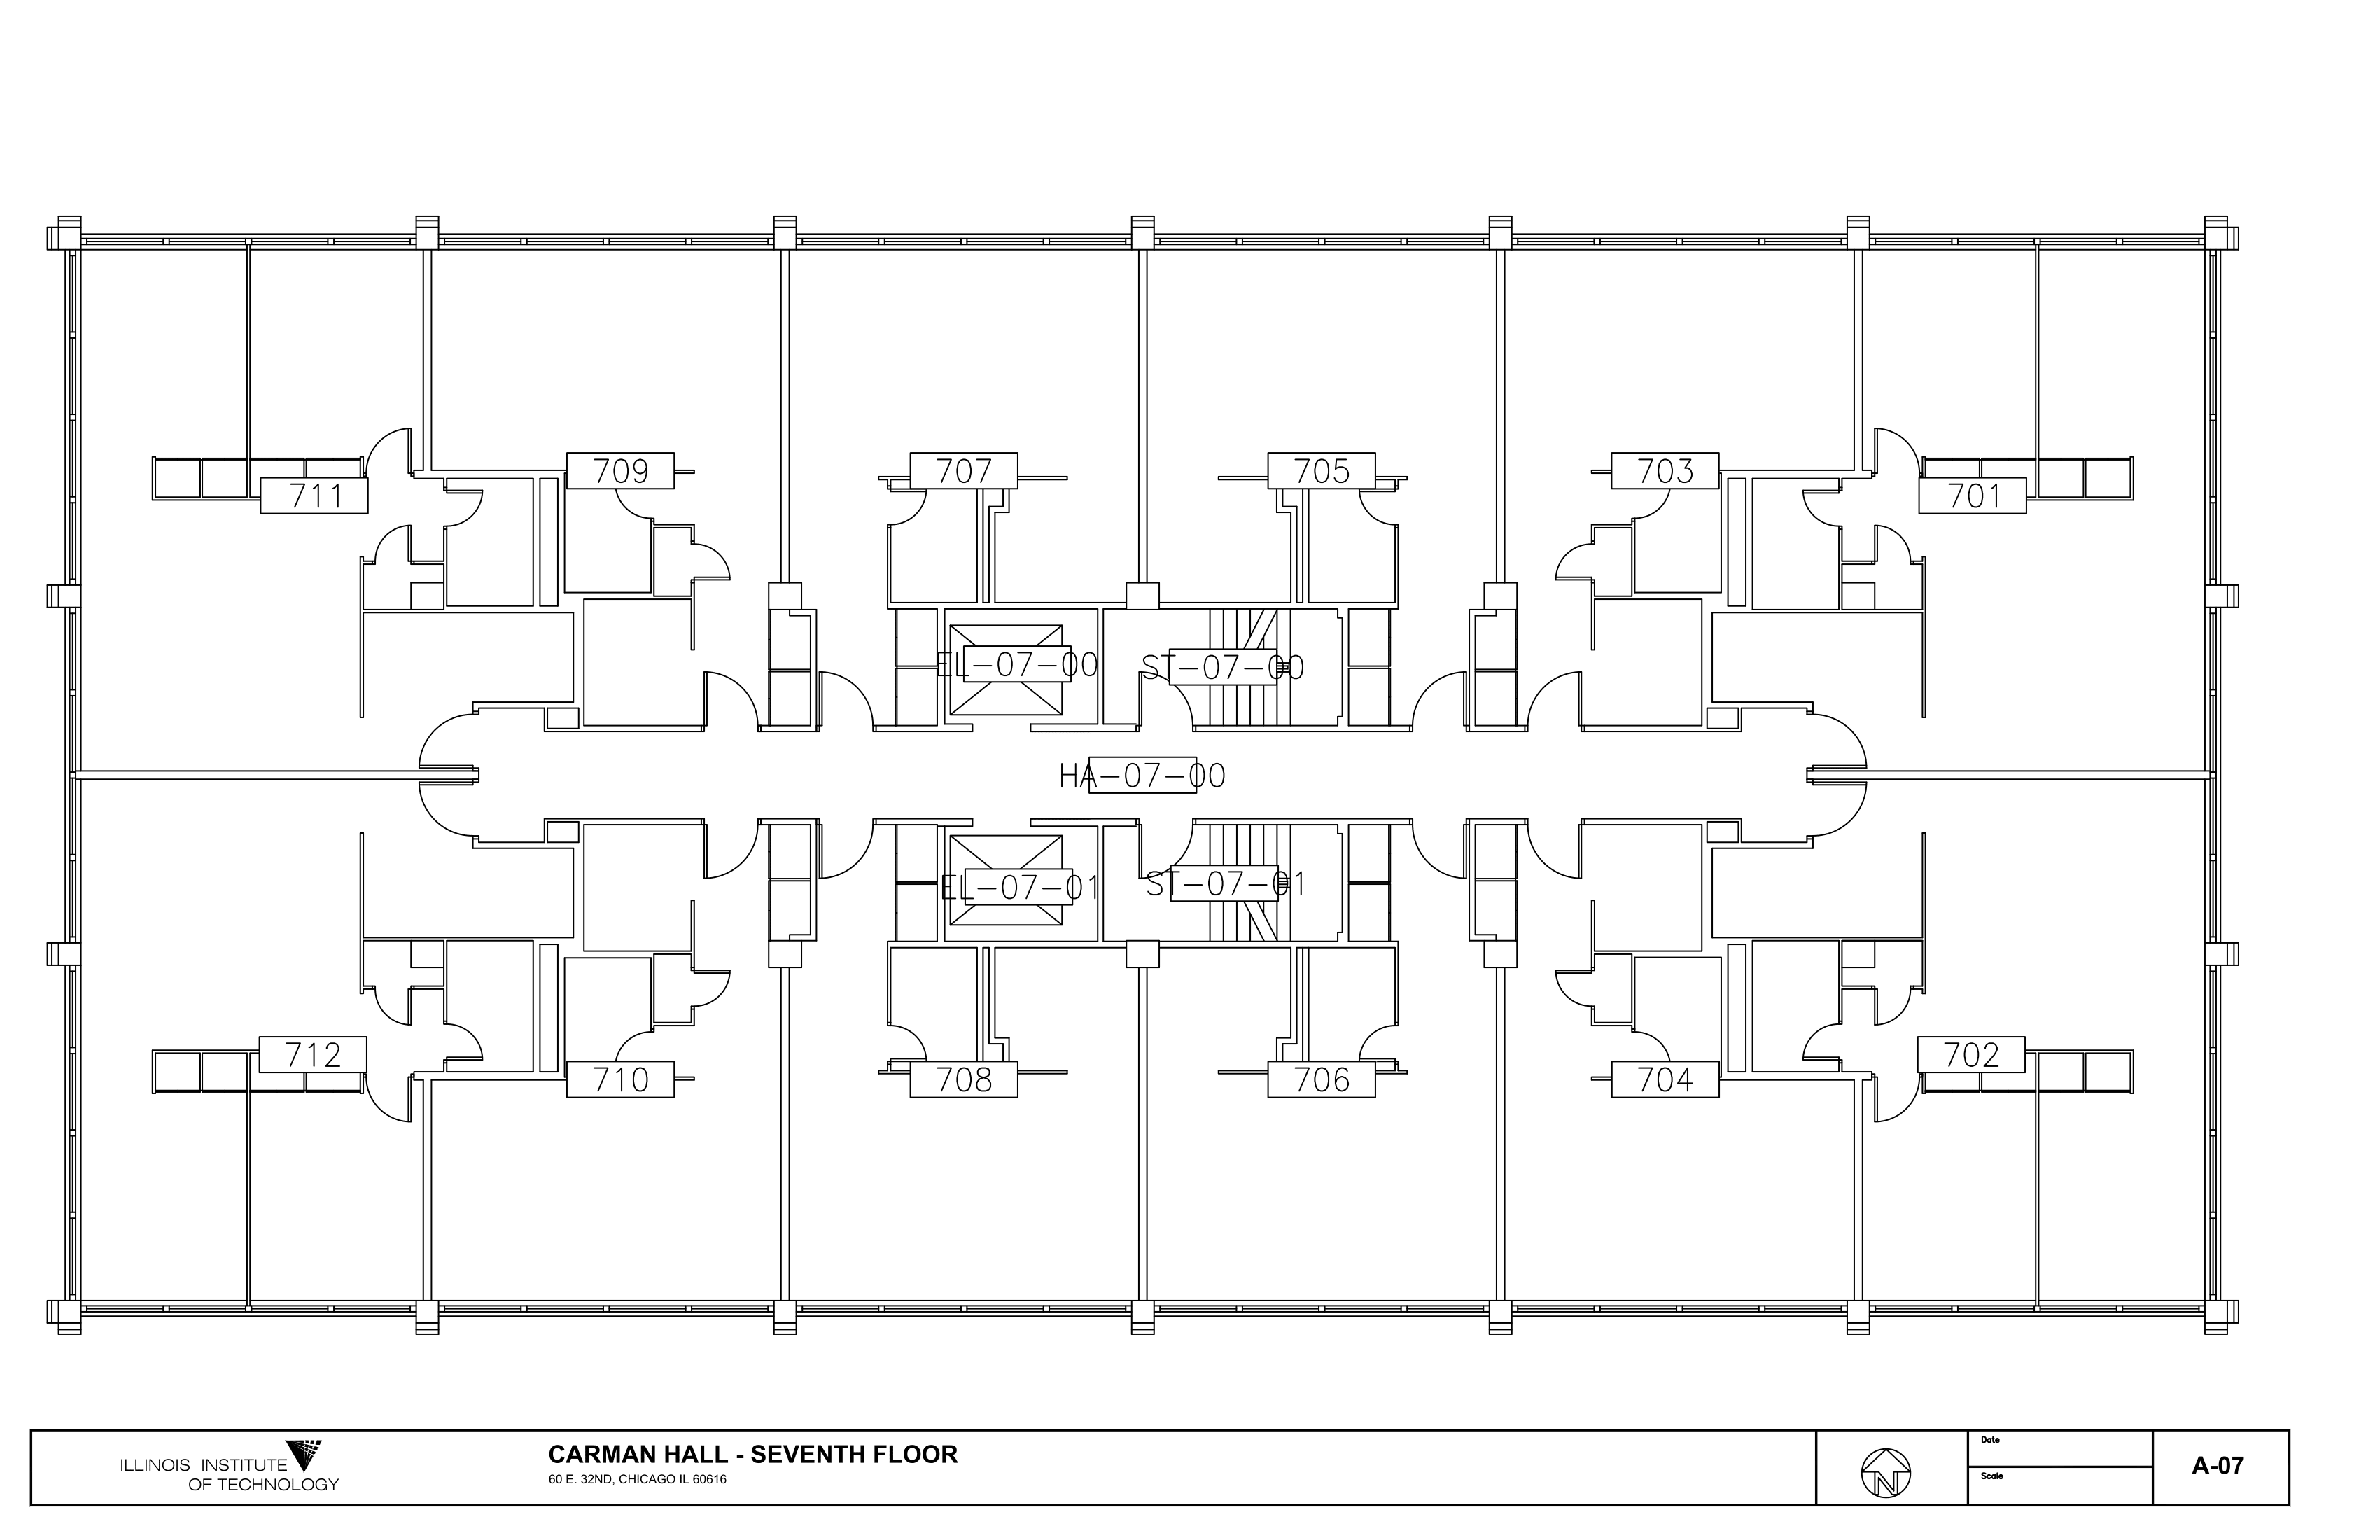 709
707
705
703
711
701
EL-07-00
ST-07-00
HA-07-00
EL-07-01
ST-07-01
712
702
710
708
706
704
ILLINOIS INSTITUTE
OF TECHNOLOGY
CARMAN HALL - SEVENTH FLOOR
60 E. 32ND, CHICAGO IL 60616
N
Date
Scale
A-07